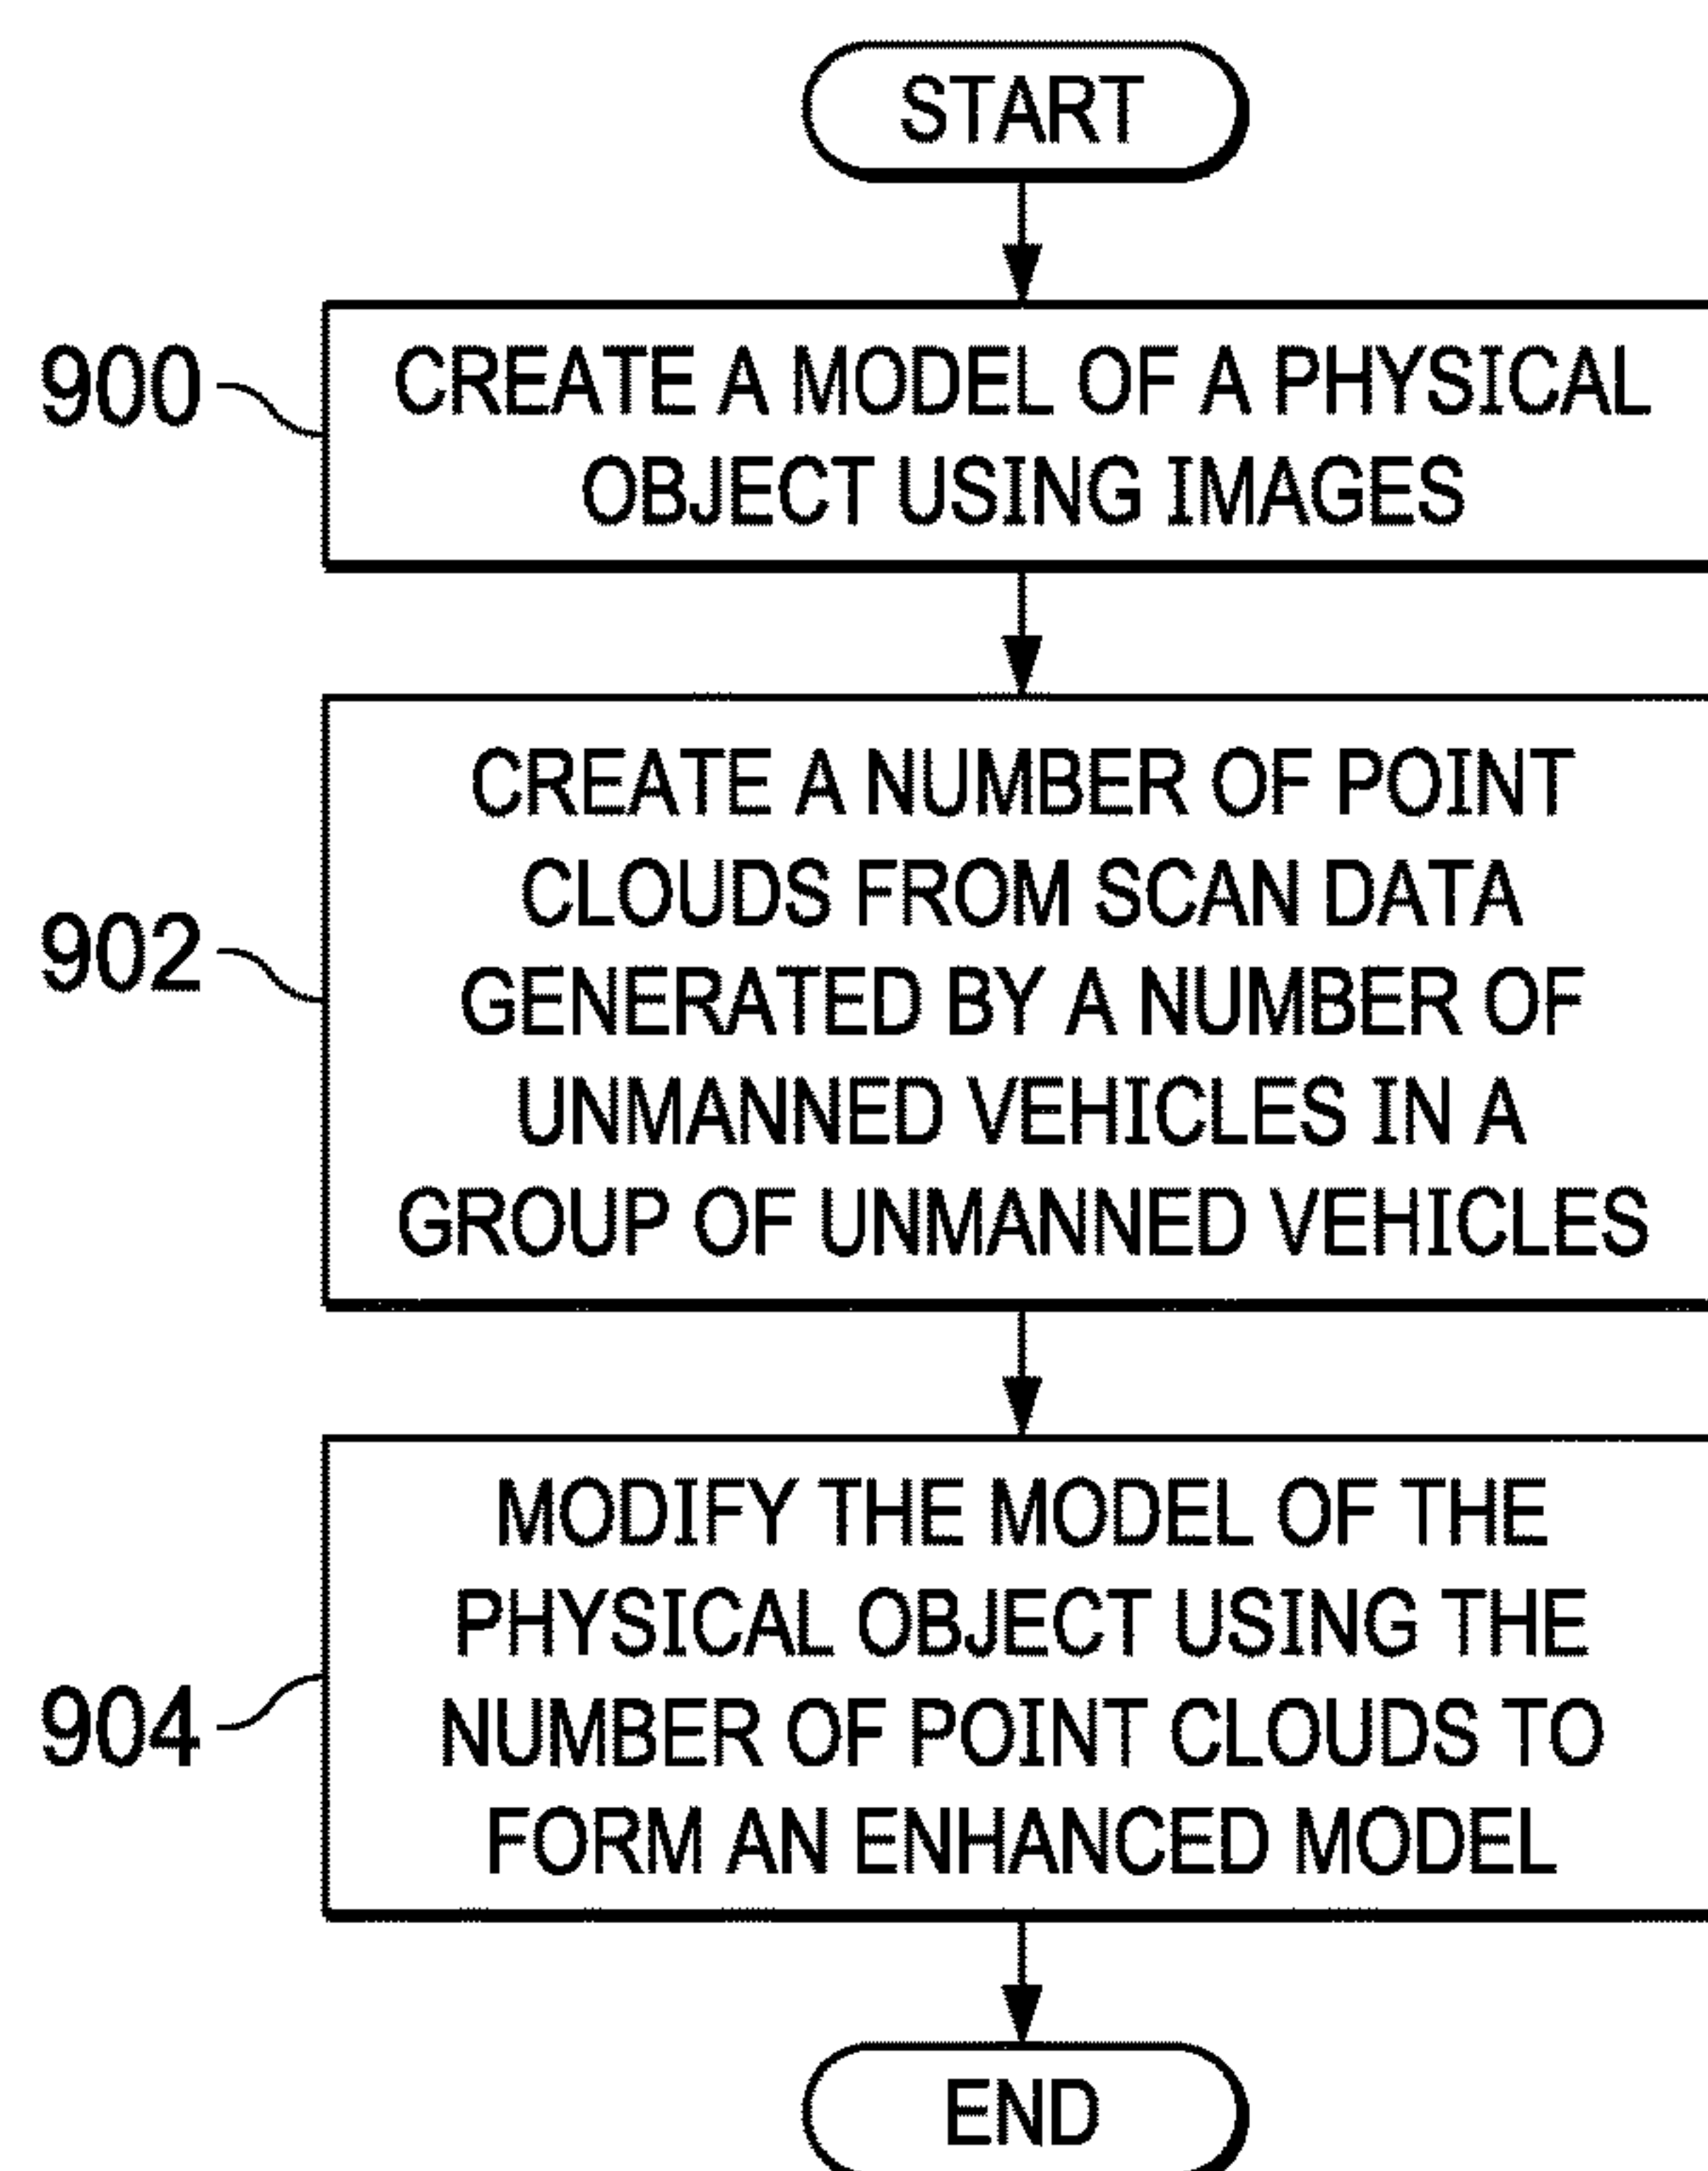 START
900
CREATE A MODEL OF A PHYSICAL
OBJECT USING IMAGES
902
CREATE A NUMBER OF POINT
CLOUDS FROM SCAN DATA
GENERATED BY A NUMBER OF
UNMANNED VEHICLES IN A
GROUP OF UNMANNED VEHICLES
904
MODIFY THE MODEL OF THE
PHYSICAL OBJECT USING THE
NUMBER OF POINT CLOUDS TO
FORM AN ENHANCED MODEL
END